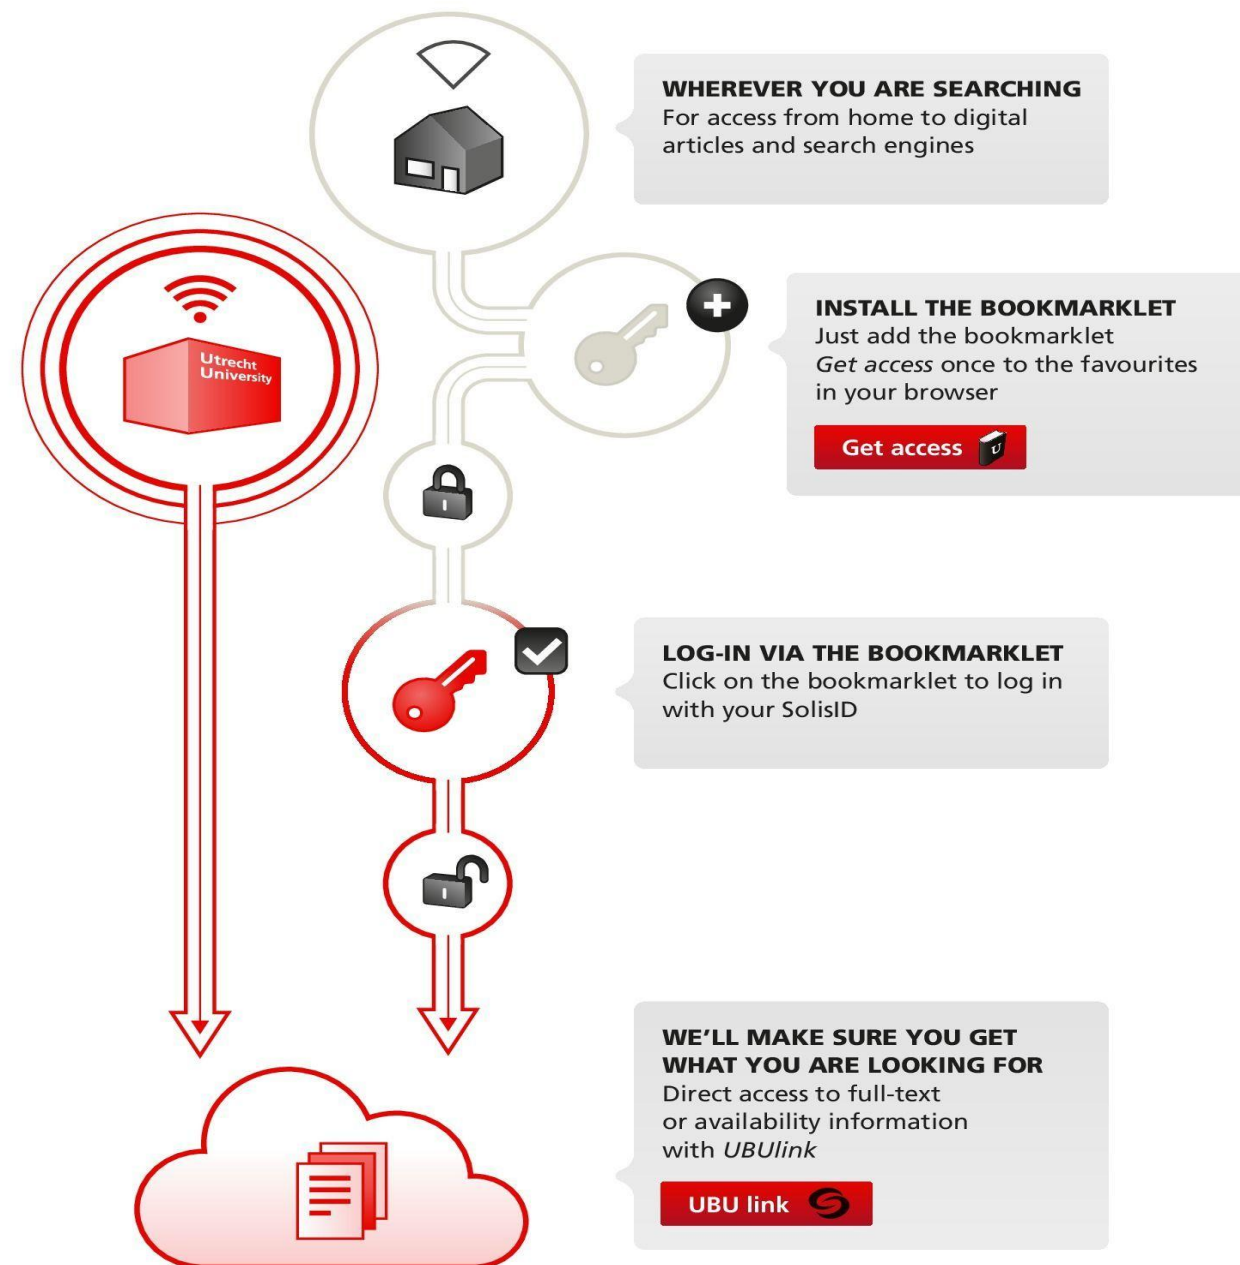 WHEREVER YOU ARE SEARCHING
For access from home to digital
articles and search engines
Utrecht
University
INSTALL THE BOOKMARKLET
Just add the bookmarklet
Get access once to the favourites
in your browser
Get access
U
LOG-IN VIA THE BOOKMARKLET
Click on the bookmarklet to log in
with your SolisID
WE'LL MAKE SURE YOU GET
WHAT YOU ARE LOOKING FOR
Direct access to full-text
or availability information
with UBUlink
UBU link